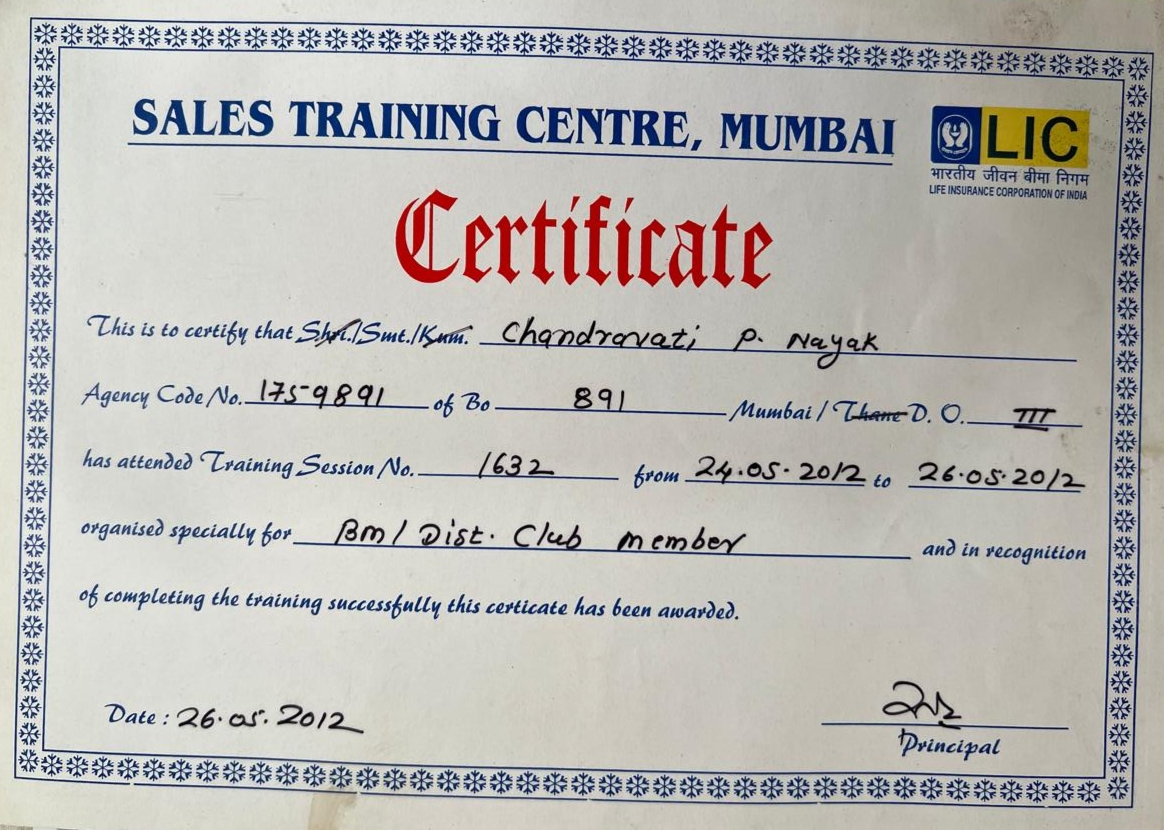 SALES TRAINING CENTRE, MUMBAI
LIC
भारतीय जीवन बीमा निगम
LIFE INSURANCE CORPORATION OF INDIA
Certificate
This is to certify that Shri./Smt./Kum. Chandravati P. Nayak
Agency Code No. 175-9891 of Bo 891 Mumbai / Thane D. O. III
has attended Training Session No. 1632 from 24.05.2012 to 26.05.2012
organised specially for BM / Dist. Club member and in recognition
of completing the training successfully this certicate has been awarded.
Date : 26.05.2012
Principal